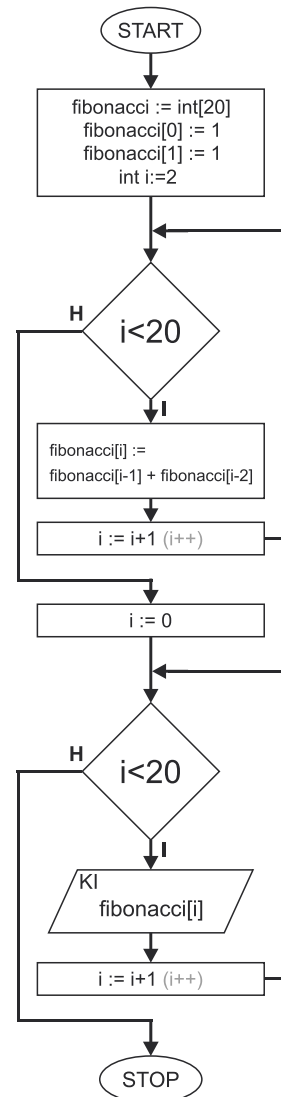 START
fibonacci := int[20]
fibonacci[0] := 1
fibonacci[1] := 1
int i:=2
H
i<20
I
fibonacci[i] :=
fibonacci[i-1] + fibonacci[i-2]
i := i+1 (i++)
i := 0
H
i<20
I
KI
fibonacci[i]
i := i+1 (i++)
STOP